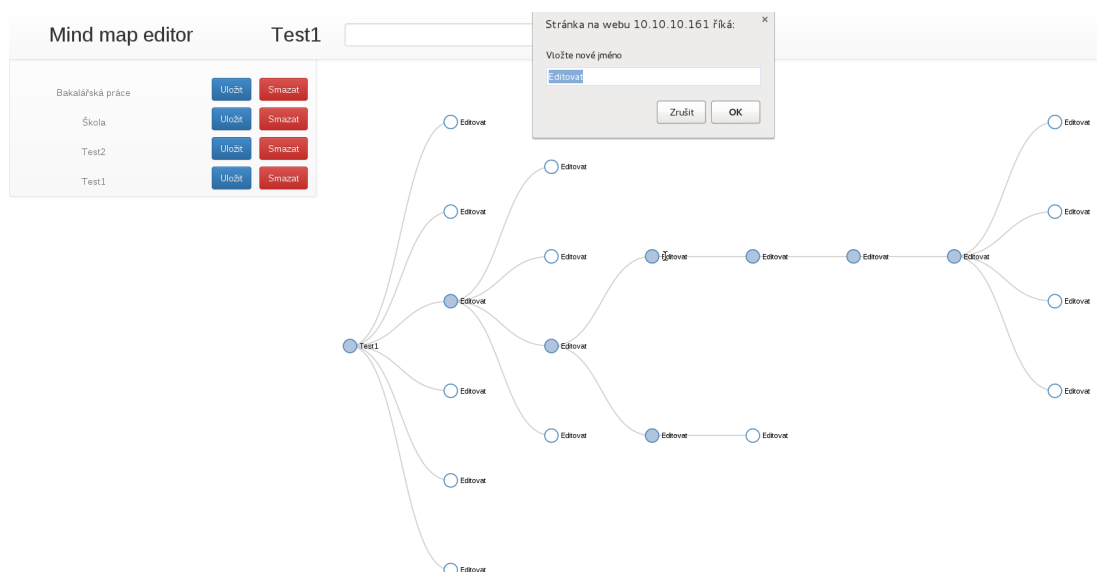 Mind map editor
Test1
Stránka na webu 10.10.10.161 říká:
×
Vložte nové jméno
Editovat
Zrušit
OK
Bakalářská práce
Uložit
Smazat
Škola
Uložit
Smazat
Test2
Uložit
Smazat
Test1
Uložit
Smazat
Editovat
Editovat
Editovat
Editovat
Editovat
Editovat
Editovat
Editovat
Editovat
Editovat
Editovat
Editovat
Editovat
Test1
Editovat
Editovat
Editovat
Editovat
Editovat
Editovat
Editovat
Editovat